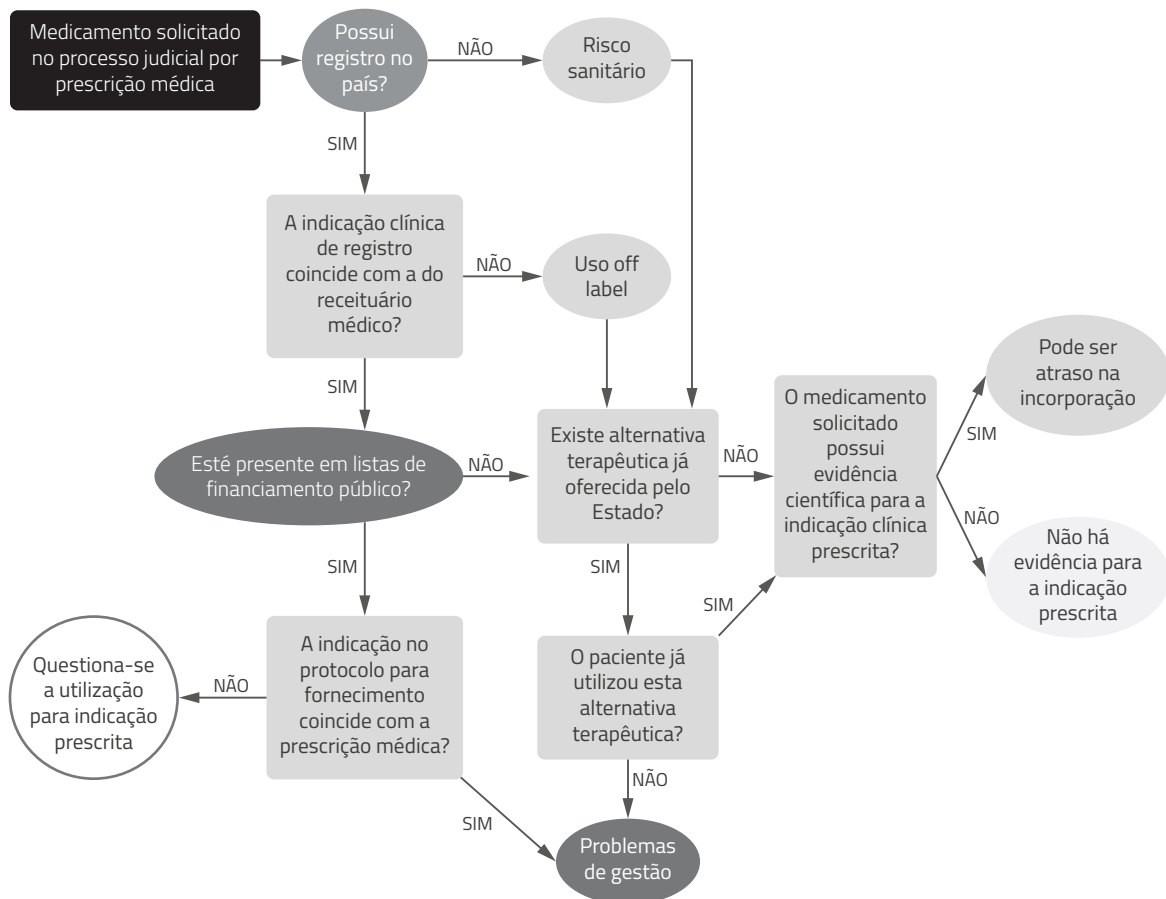 Medicamento solicitado
no processo judicial por
prescrição médica
Possui
registro no
país?
NÃO
Risco
sanitário
SIM
A indicação clínica
de registro
coincide com a do
receituário
médico?
NÃO
Uso off
label
SIM
Esté presente em listas de
financiamento público?
NÃO
Existe alternativa
terapêutica já
oferecida pelo
Estado?
NÃO
O medicamento
solicitado
possui
evidência
científica para a
indicação clínica
prescrita?
SIM
Pode ser
atraso na
incorporação
NÃO
Não há
evidência para
a indicação
prescrita
SIM
A indicação no
protocolo para
fornecimento
coincide com a
prescrição médica?
NÃO
Questiona-se
a utilização
para indicação
prescrita
SIM
O paciente já
utilizou esta
alternativa
terapêutica?
SIM
NÃO
SIM
Problemas
de gestão